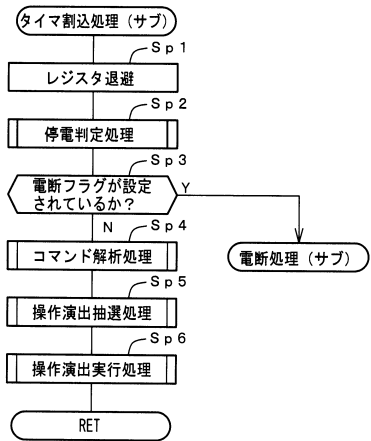 タイマ割込処理(サブ)
Sp1
レジスタ退避
Sp2
停電判定処理
Sp3
電断フラグが設定
されているか?
Y
N
Sp4
コマンド解析処理
電断処理(サブ)
Sp5
操作演出抽選処理
Sp6
操作演出実行処理
RET